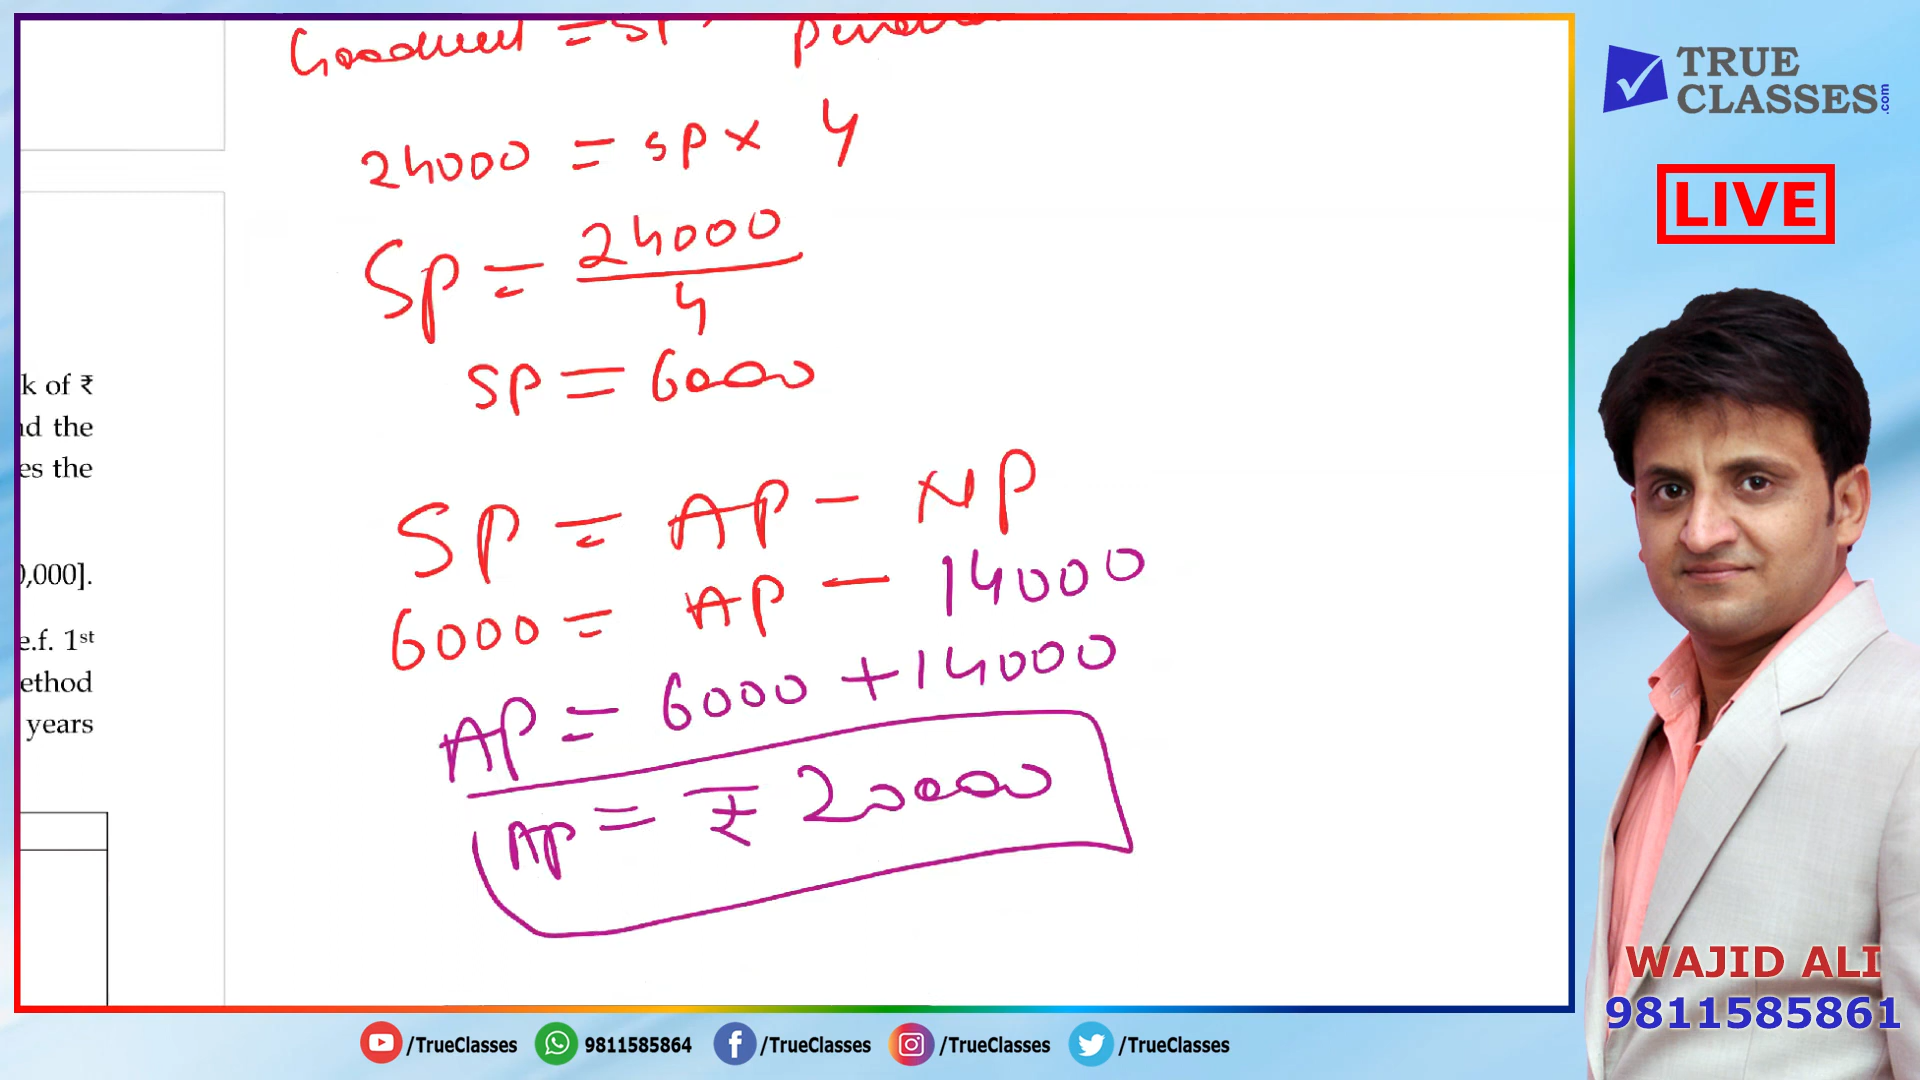 Goodwill = SP
24000 = SP × 4
SP = 24000
4
SP = 6000
SP = AP - NP
6000 = AP - 14000
AP = 6000 + 14000
AP = ₹ 20000
k of ₹
d the
es the
0,000].
e.f. 1st
ethod
years
TRUE
CLASSES.com
LIVE
WAJID ALI
9811585861
/TrueClasses
9811585864
/TrueClasses
/TrueClasses
/TrueClasses